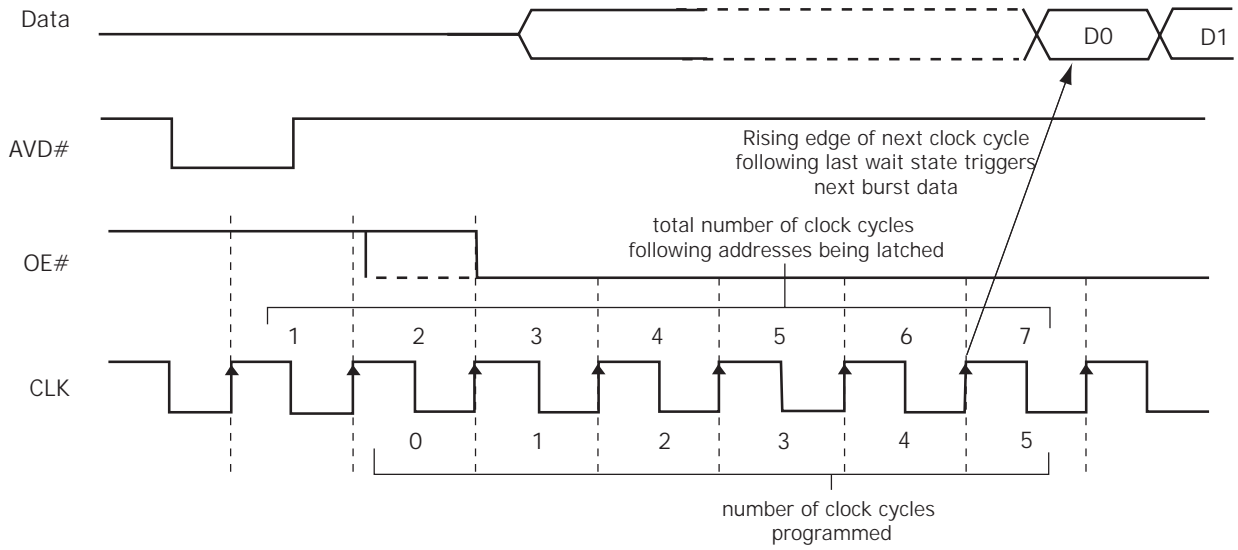 Data
D0
D1
AVD#
Rising edge of next clock cycle
following last wait state triggers
next burst data
total number of clock cycles
following addresses being latched
OE#
1 2 3 4 5 6 7
CLK
0 1 2 3 4 5
number of clock cycles
programmed